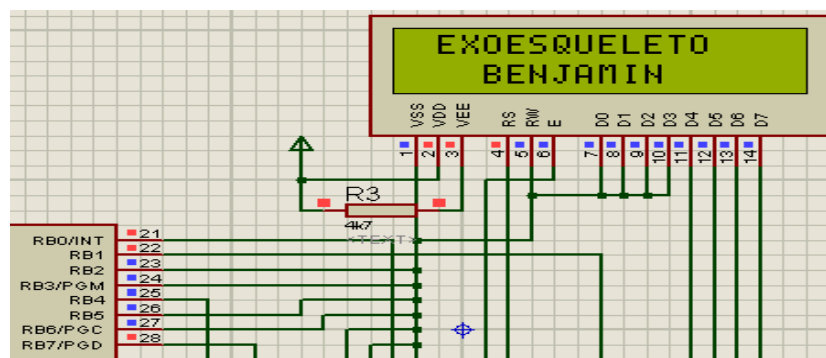 EXOESQUELETO
BENJAMIN
VSS VDD VEE RS RW E D0 D1 D2 D3 D4 D5 D6 D7
1 2 3 4 5 6 7 8 9 10 11 12 13 14
R3
4k7
<TEXT>
RB0/INT 21
RB1 22
RB2 23
RB3/PGM 24
RB4 25
RB5 26
RB6/PGC 27
RB7/PGD 28